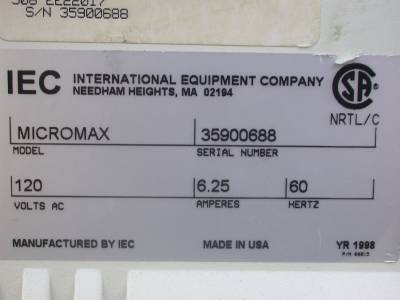 S/N 35900688
IEC INTERNATIONAL EQUIPMENT COMPANY
NEEDHAM HEIGHTS, MA 02194
SA
NRTL/C
MICROMAX 35900688
MODEL SERIAL NUMBER
120 6.25 60
VOLTS AC AMPERES HERTZ
MANUFACTURED BY IEC MADE IN USA YR 1998
P/N